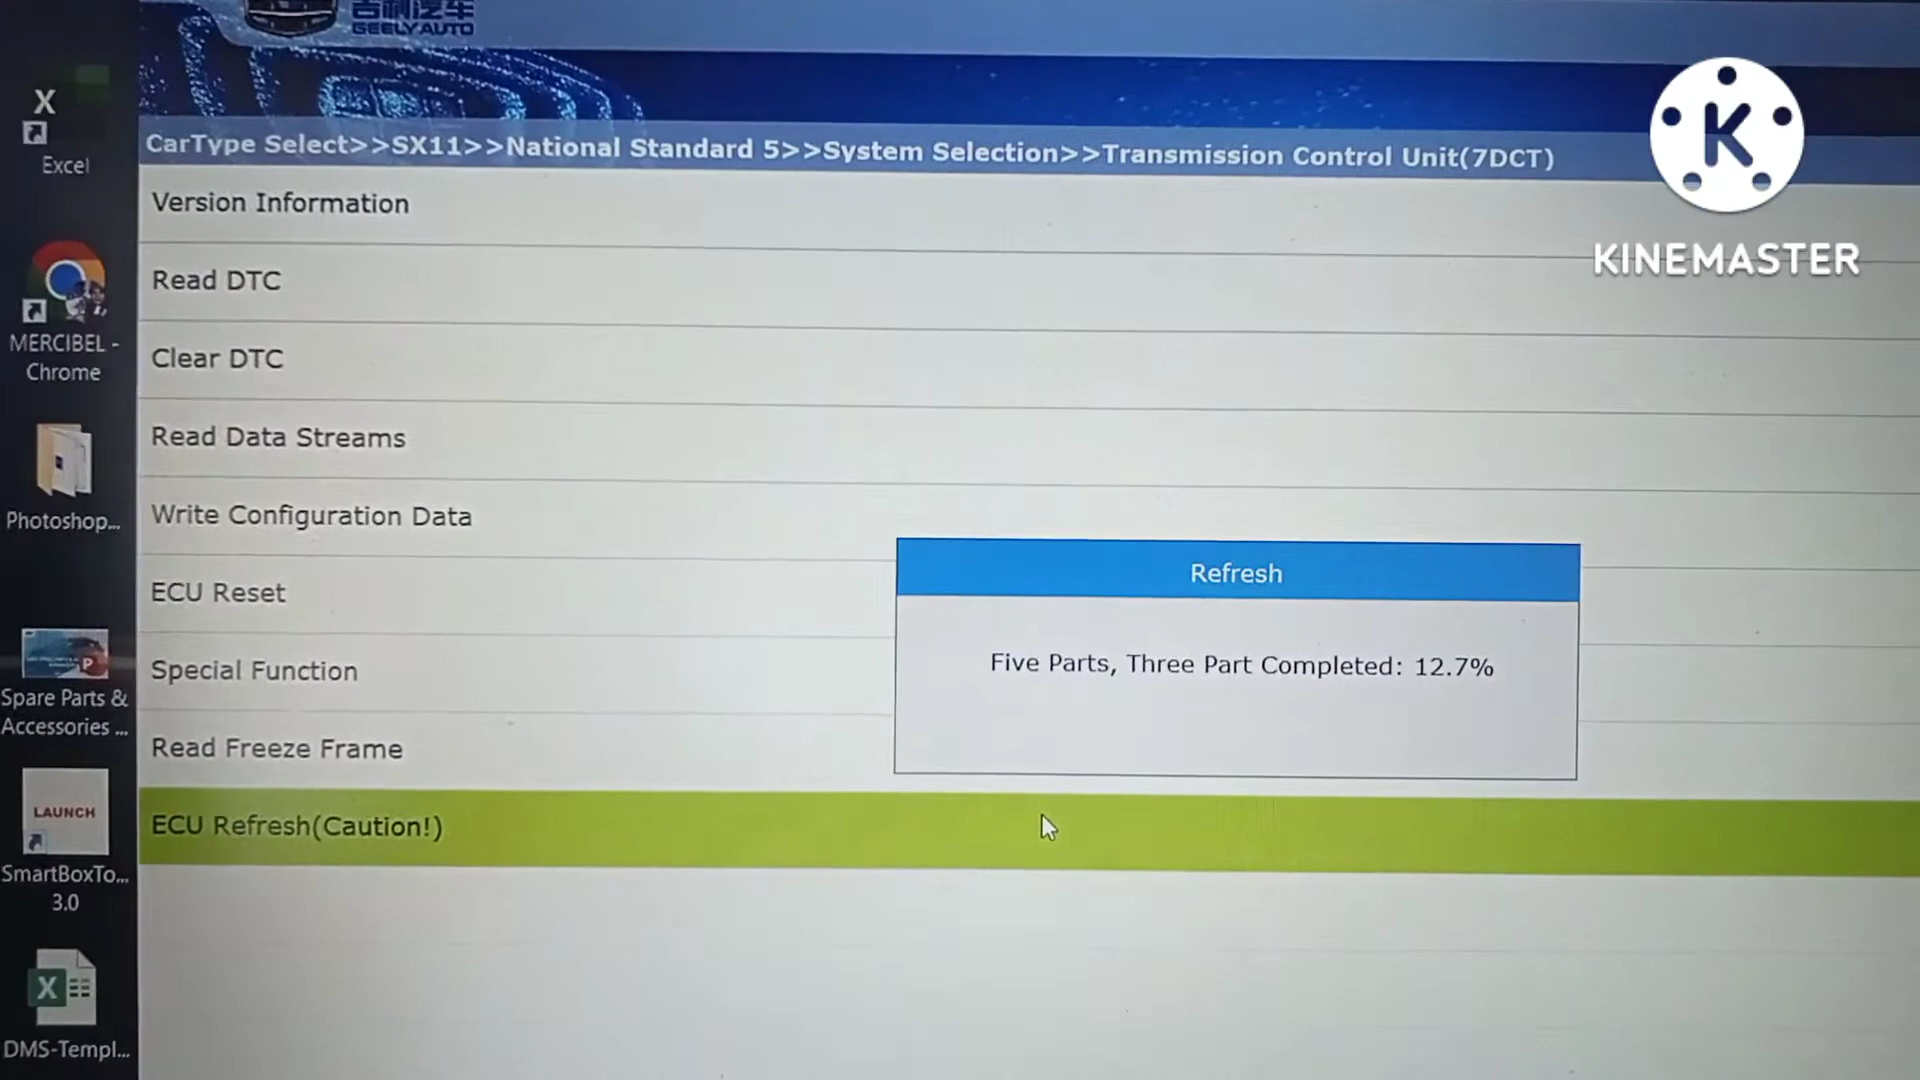 吉利汽车
GEELY AUTO
CarType Select>>SX11>>National Standard 5>>System Selection>>Transmission Control Unit(7DCT)
Version Information
Read DTC
Clear DTC
Read Data Streams
Write Configuration Data
ECU Reset
Special Function
Read Freeze Frame
ECU Refresh(Caution!)
Refresh
Five Parts, Three Part Completed: 12.7%
X
Excel
MERCIBEL -
Chrome
Photoshop...
P
Spare Parts &
Accessories ...
LAUNCH
SmartBoxTo...
3.0
X
DMS-Templ...
K
KINEMASTER